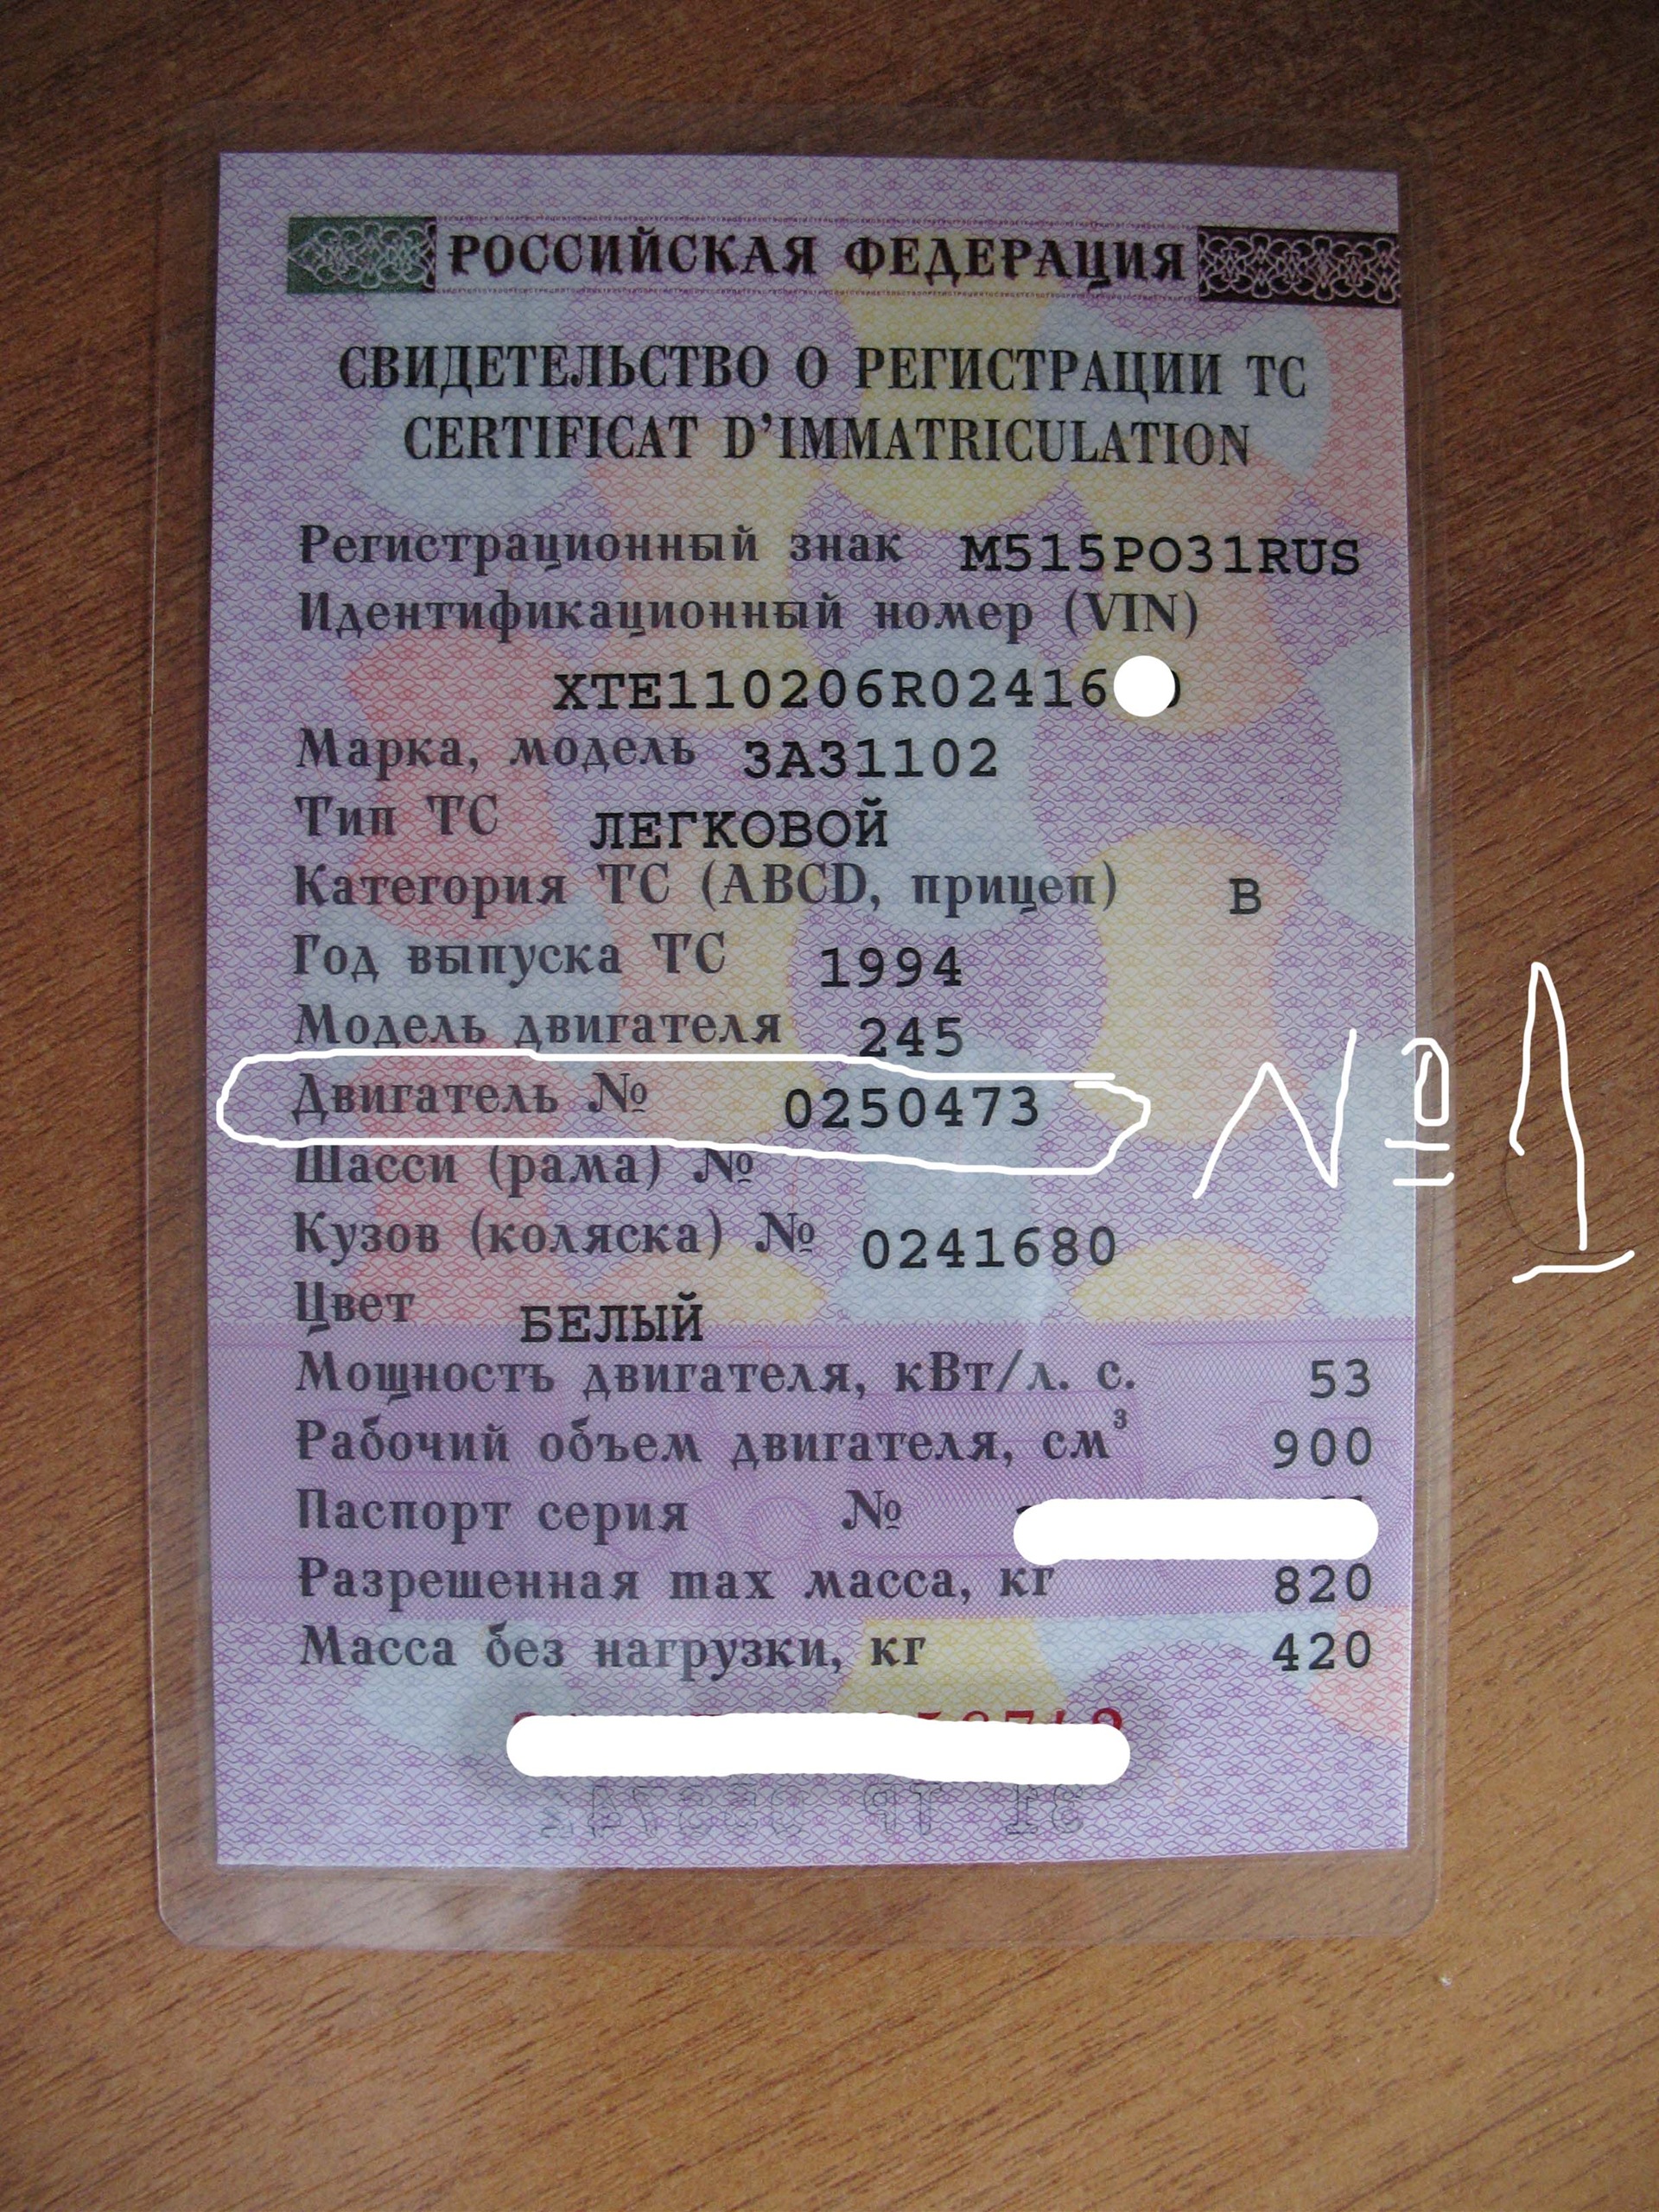 РОССИЙСКАЯ ФЕДЕРАЦИЯ
СВИДЕТЕЛЬСТВО О РЕГИСТРАЦИИ ТС
CERTIFICAT D'IMMATRICULATION
Регистрационный знак М515РО31RUS
Идентификационный номер (VIN)
XTE110206R02416
Марка, модель ЗАЗ1102
Тип ТС ЛЕГКОВОЙ
Категория ТС (ABCD, прицеп) В
Год выпуска ТС 1994
Модель двигателя 245
Двигатель № 0250473 №1
Шасси (рама) №
Кузов (коляска) № 0241680
Цвет БЕЛЫЙ
Мощность двигателя, кВт/л. с. 53
Рабочий объем двигателя, см³ 900
Паспорт серия №
Разрешенная max масса, кг 820
Масса без нагрузки, кг 420